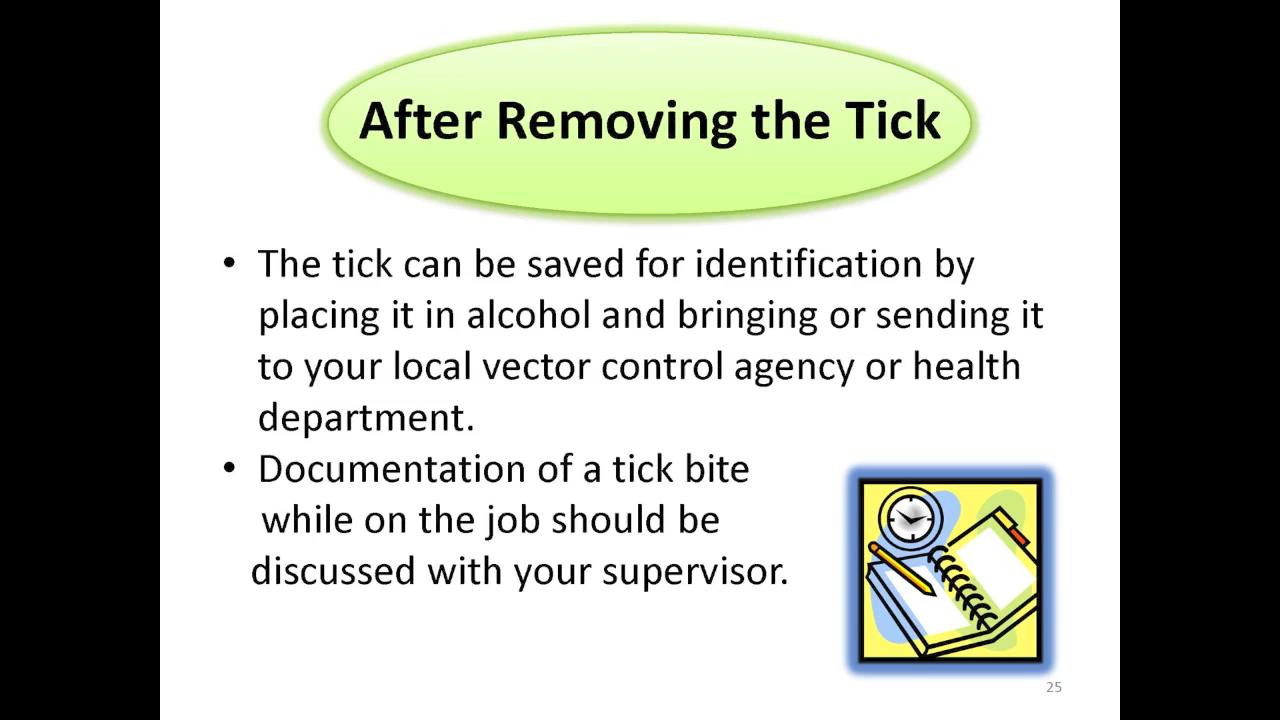 After Removing the Tick
• The tick can be saved for identification by
placing it in alcohol and bringing or sending it
to your local vector control agency or health
department.
• Documentation of a tick bite
while on the job should be
discussed with your supervisor.
25